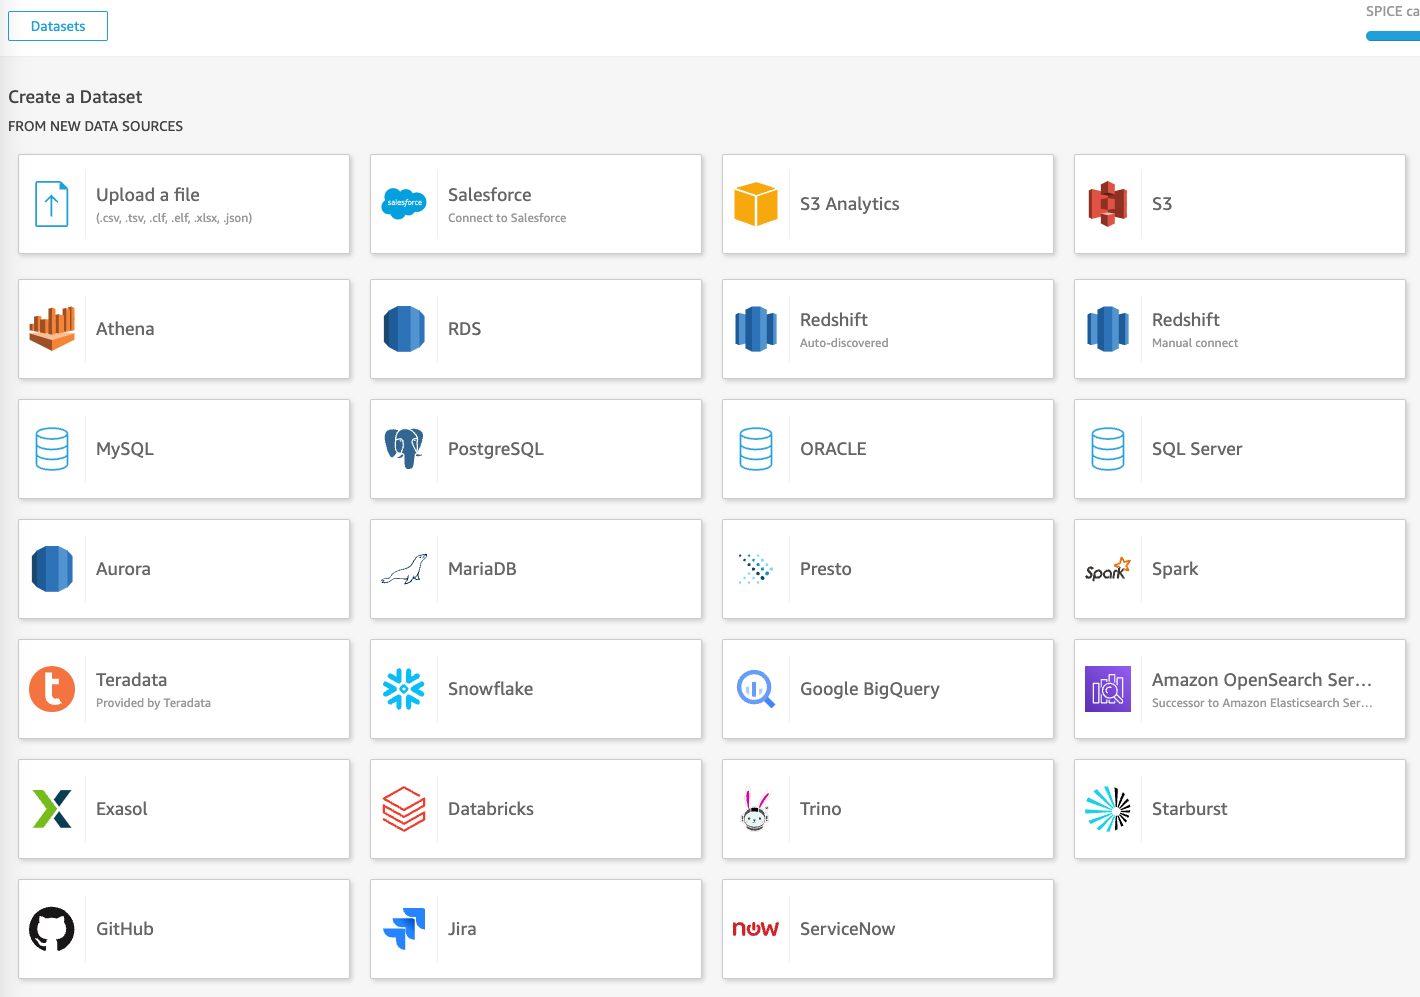 Datasets
SPICE ca
Create a Dataset
FROM NEW DATA SOURCES
Upload a file
(.csv, .tsv, .clf, .elf, .xlsx, .json)
salesforce
Salesforce
Connect to Salesforce
S3 Analytics
S3
Athena
RDS
Redshift
Auto-discovered
Redshift
Manual connect
MySQL
PostgreSQL
ORACLE
SQL Server
Aurora
MariaDB
Presto
Spark
Spark
t
Teradata
Provided by Teradata
Snowflake
Google BigQuery
Amazon OpenSearch Ser...
Successor to Amazon Elasticsearch Ser...
Exasol
Databricks
Trino
Starburst
GitHub
Jira
now
ServiceNow